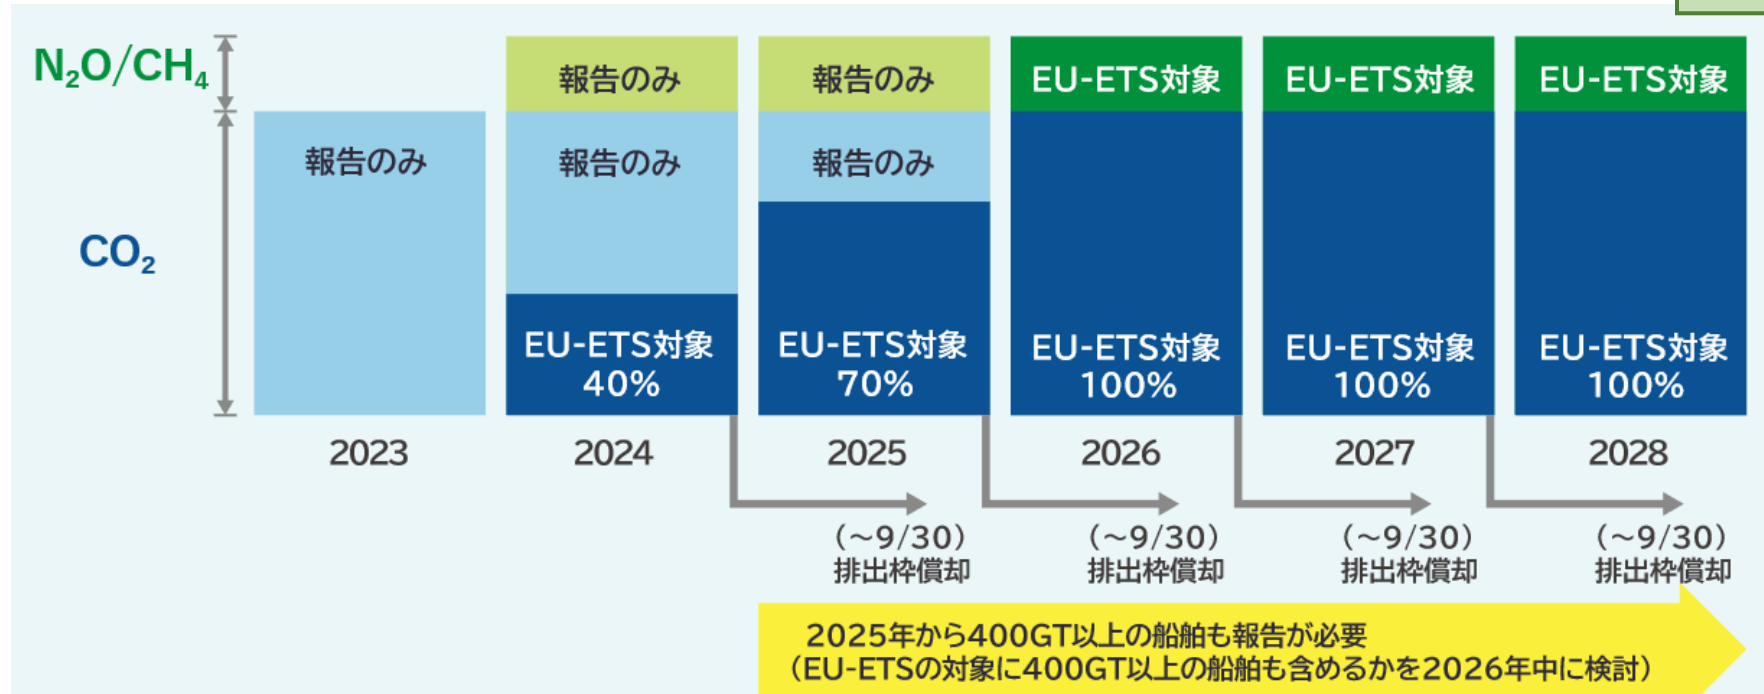 N₂O/CH₄
報告のみ
報告のみ
EU-ETS対象
EU-ETS対象
EU-ETS対象
CO₂
報告のみ
報告のみ
報告のみ
EU-ETS対象
40%
EU-ETS対象
70%
EU-ETS対象
100%
EU-ETS対象
100%
EU-ETS対象
100%
2023
2024
2025
2026
2027
2028
(~9/30)
排出枠償却
(~9/30)
排出枠償却
(~9/30)
排出枠償却
(~9/30)
排出枠償却
2025年から400GT以上の船舶も報告が必要
(EU-ETSの対象に400GT以上の船舶も含めるかを2026年中に検討)